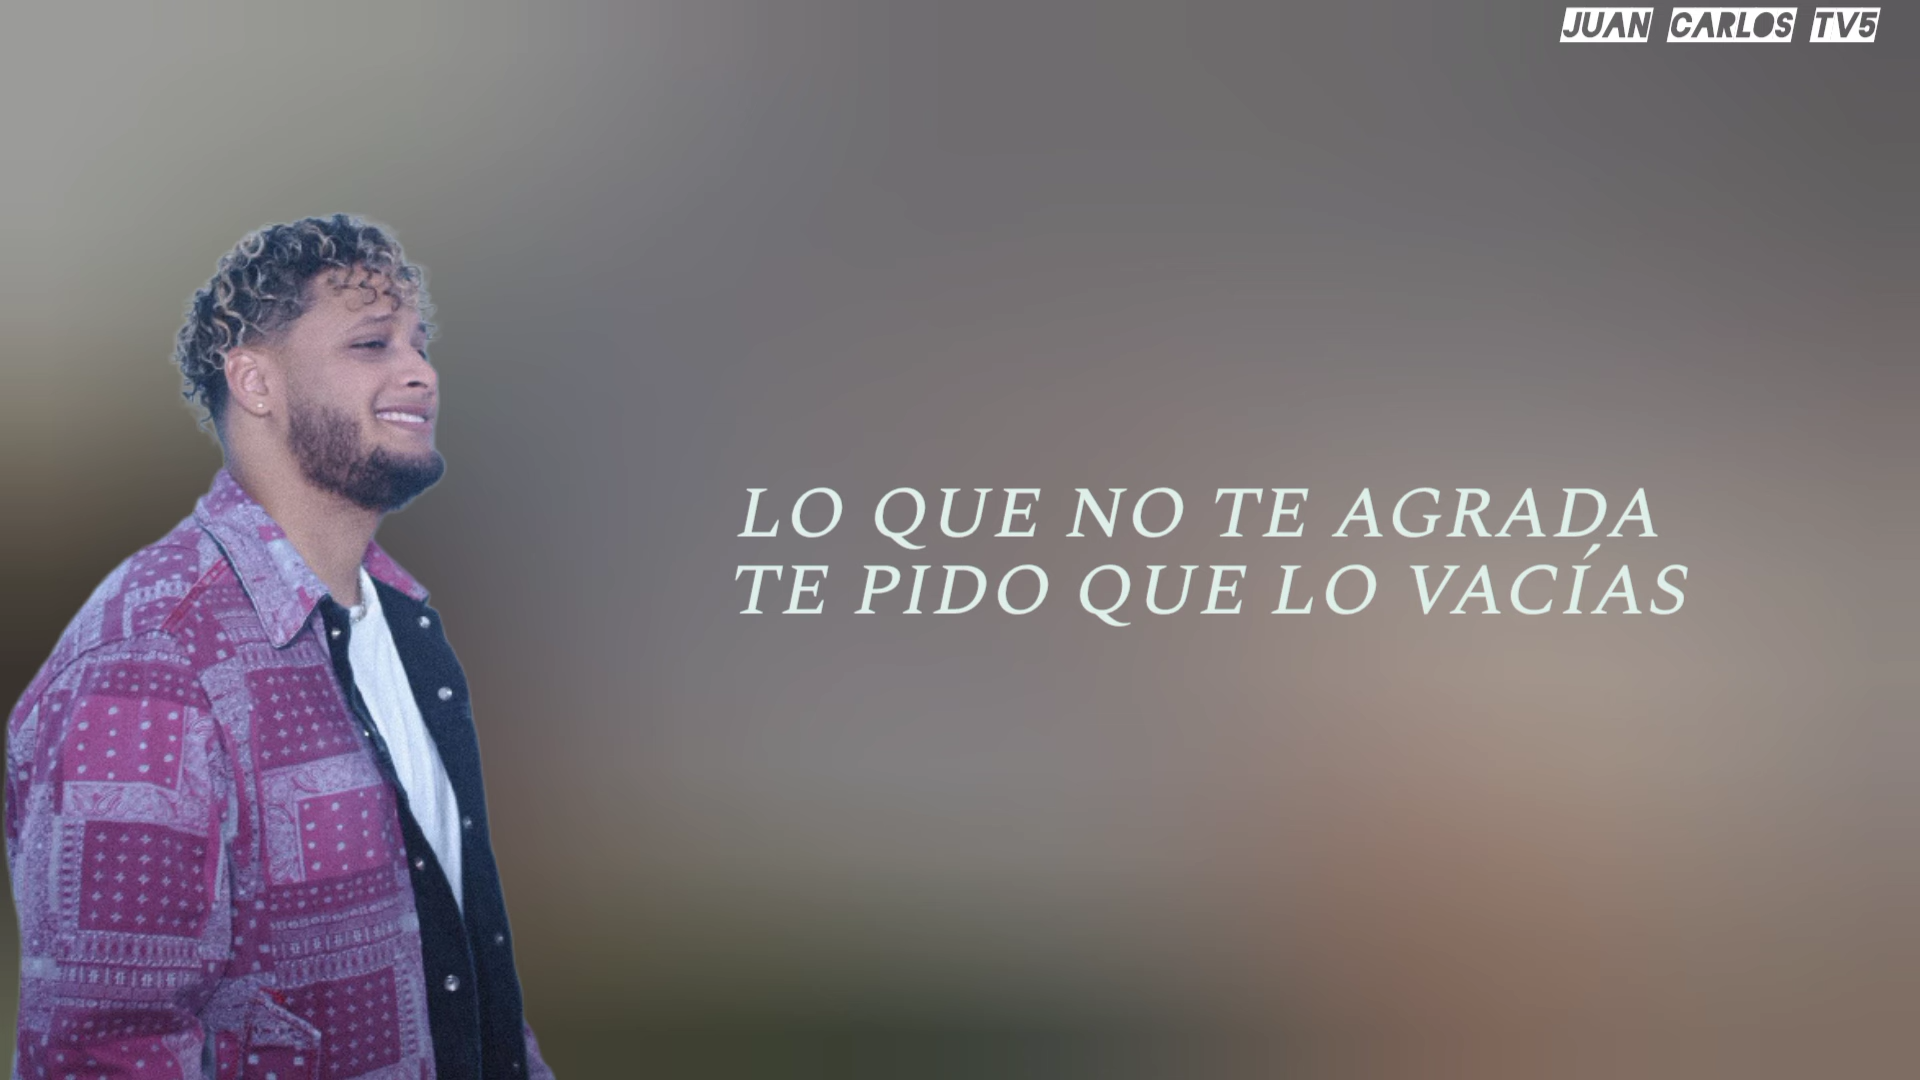 JUAN CARLOS TV5
LO QUE NO TE AGRADA
TE PIDO QUE LO VACÍAS